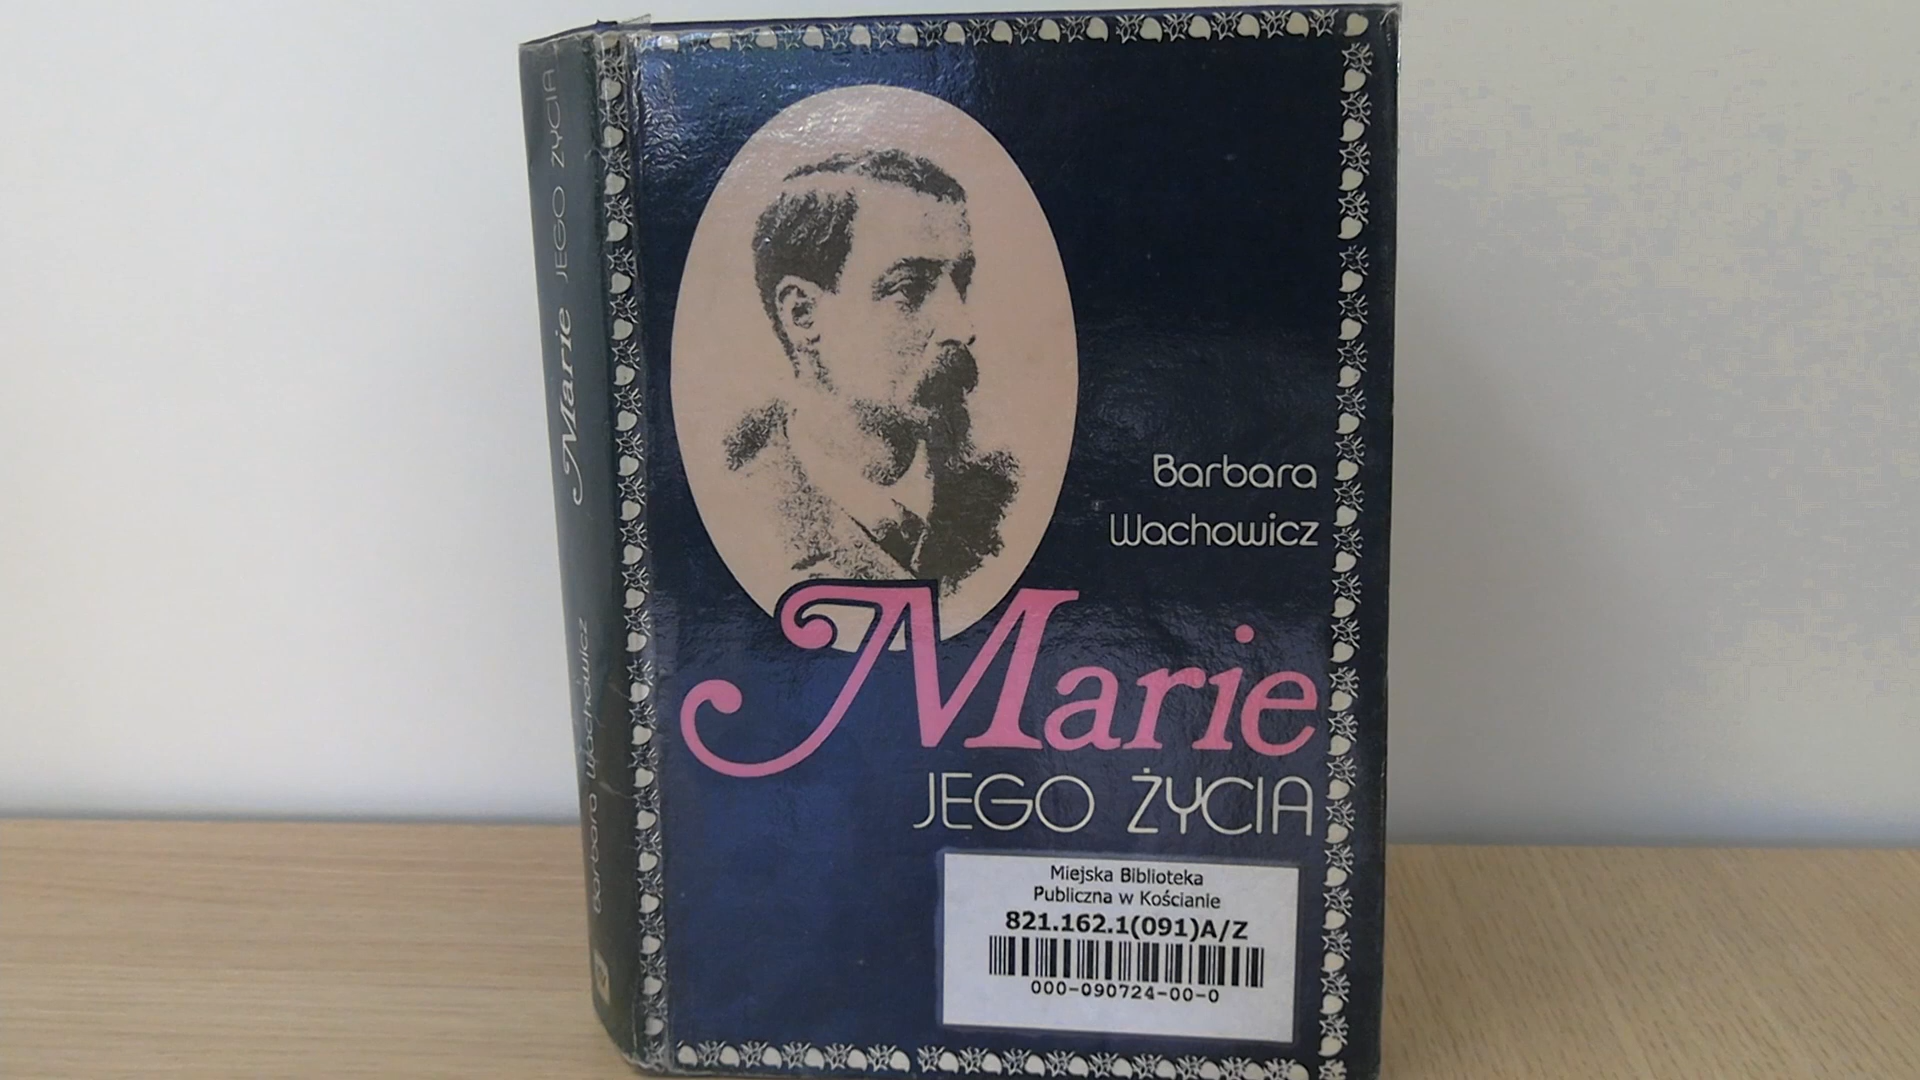 Marie JEGO ŻYCIA
Barbara Wachowicz
Barbara
Wachowicz
Marie
JEGO ŻYCIA
Miejska Biblioteka
Publiczna w Kościanie
821.162.1(091)A/Z
000-090724-00-0